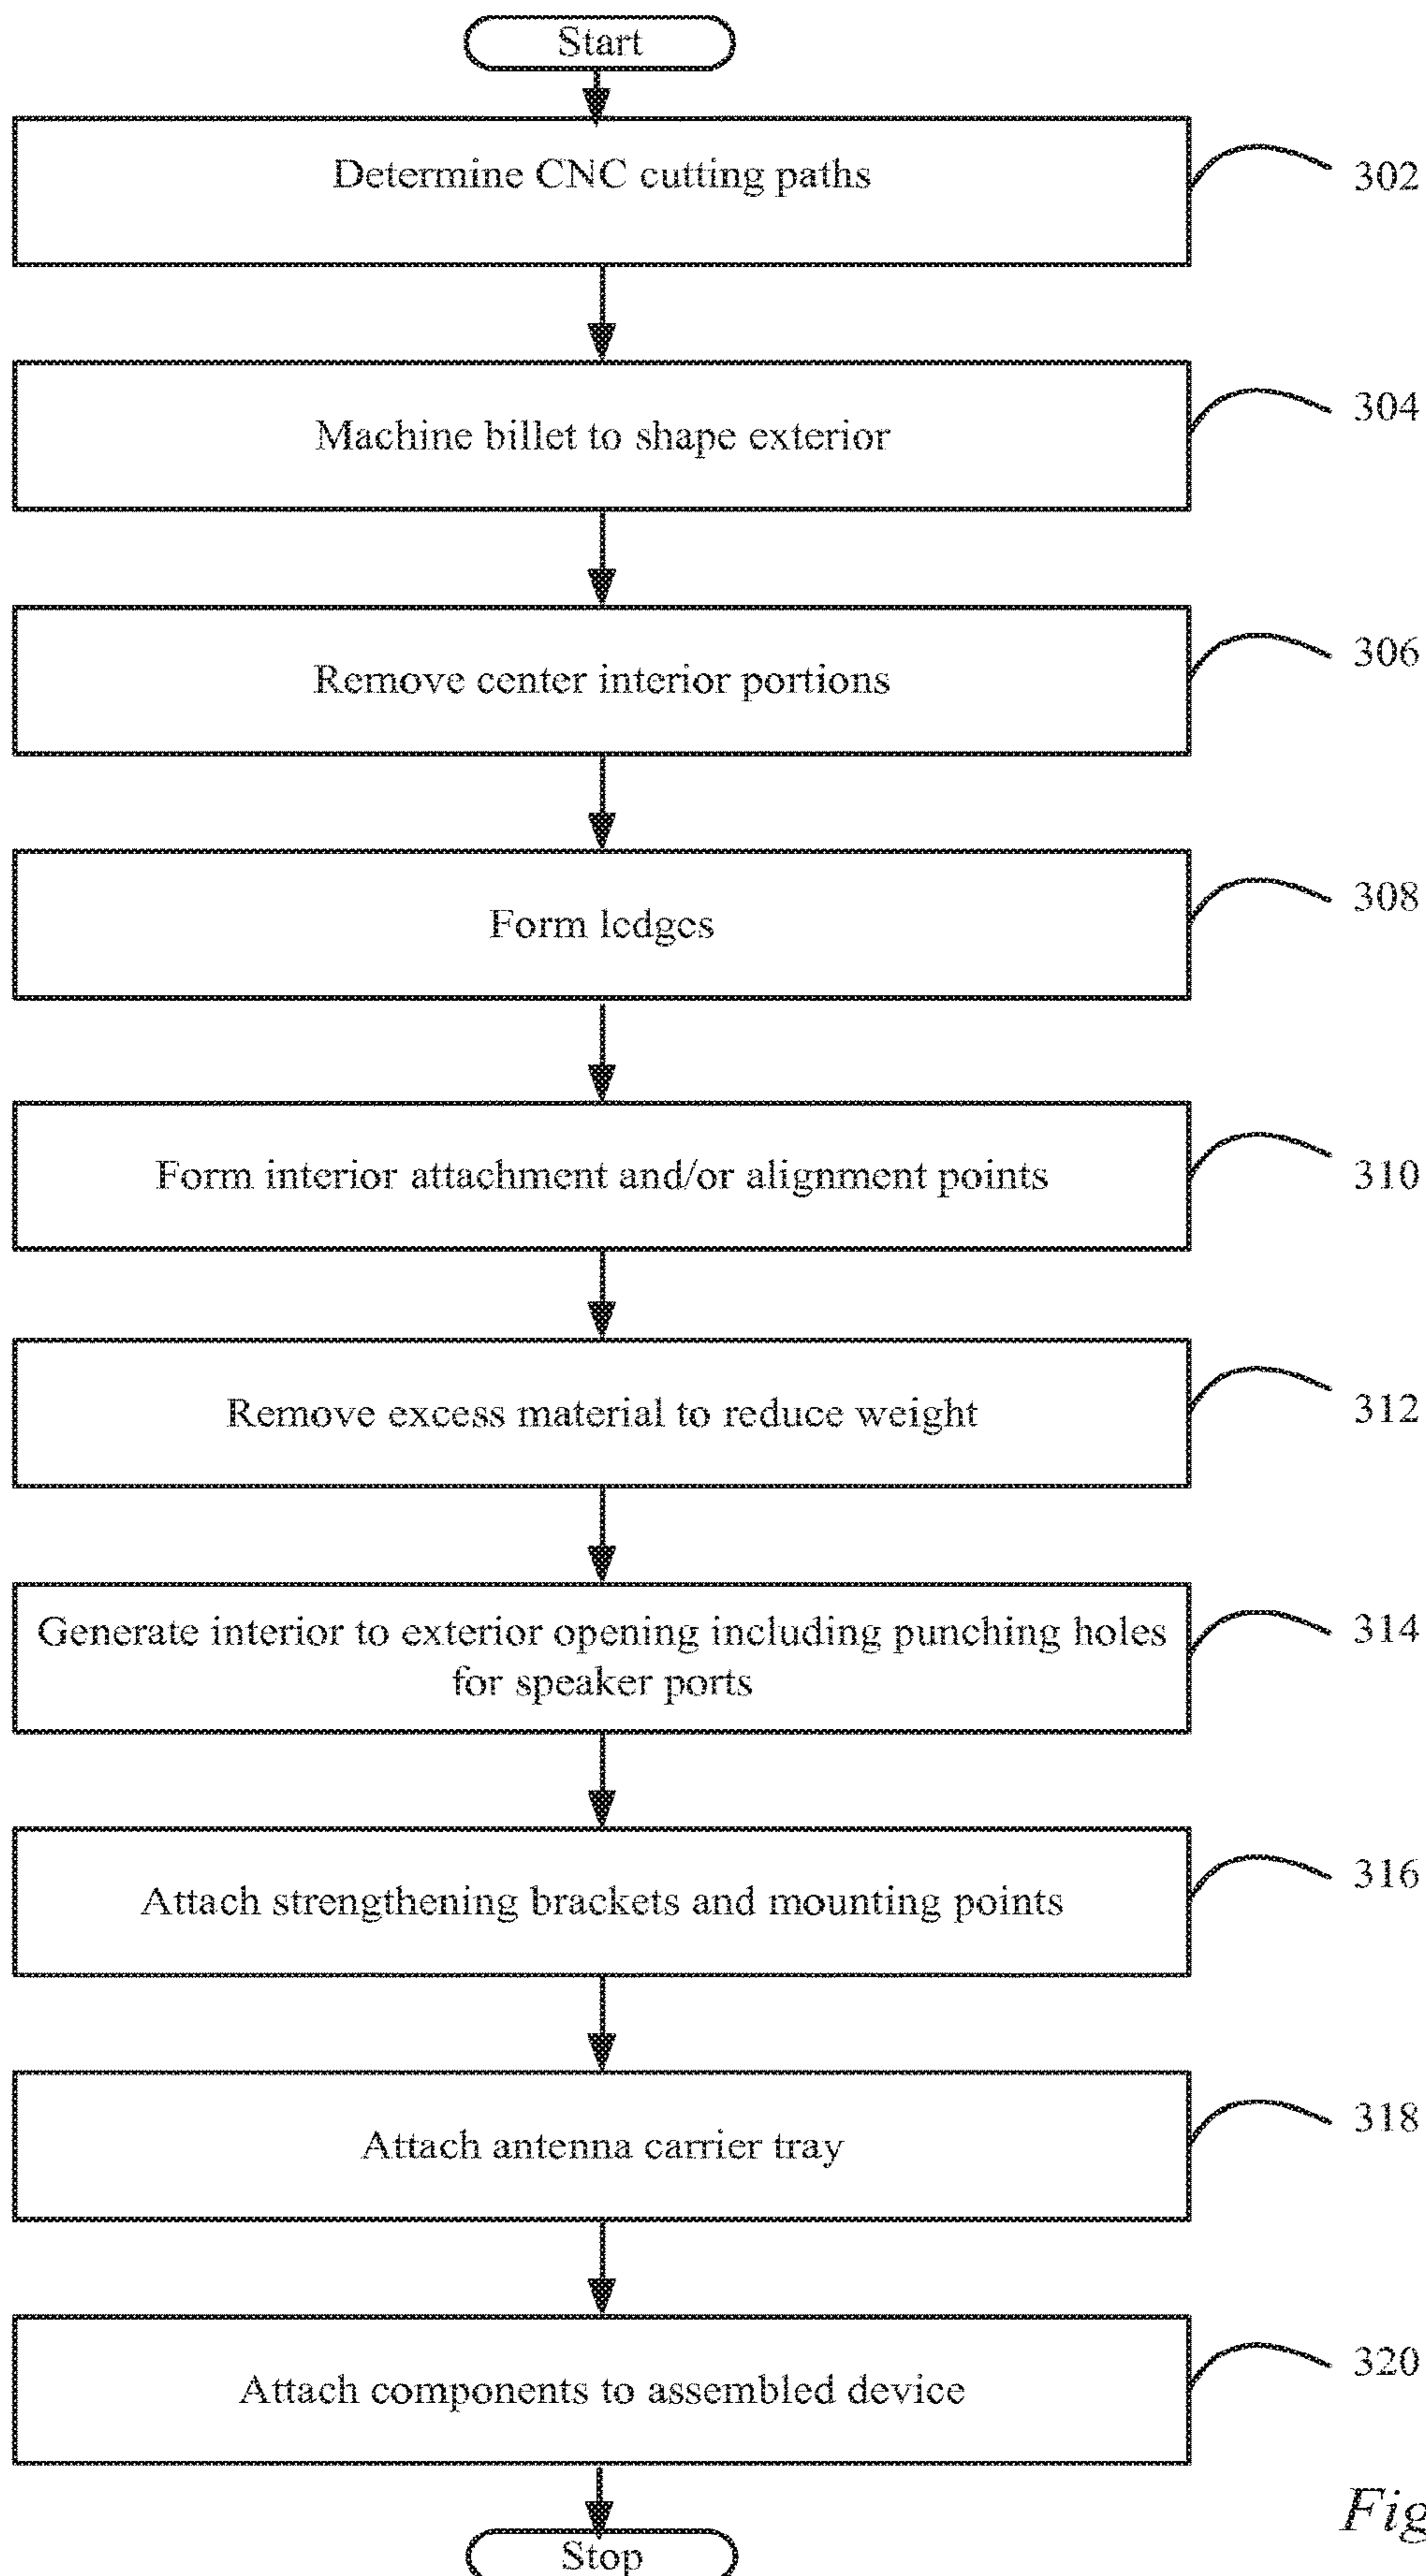 Start
Determine CNC cutting paths
302
Machine billet to shape exterior
304
Remove center interior portions
306
Form ledges
308
Form interior attachment and/or alignment points
310
Remove excess material to reduce weight
312
Generate interior to exterior opening including punching holes
for speaker ports
314
Attach strengthening brackets and mounting points
316
Attach antenna carrier tray
318
Attach components to assembled device
320
Fig
Stop